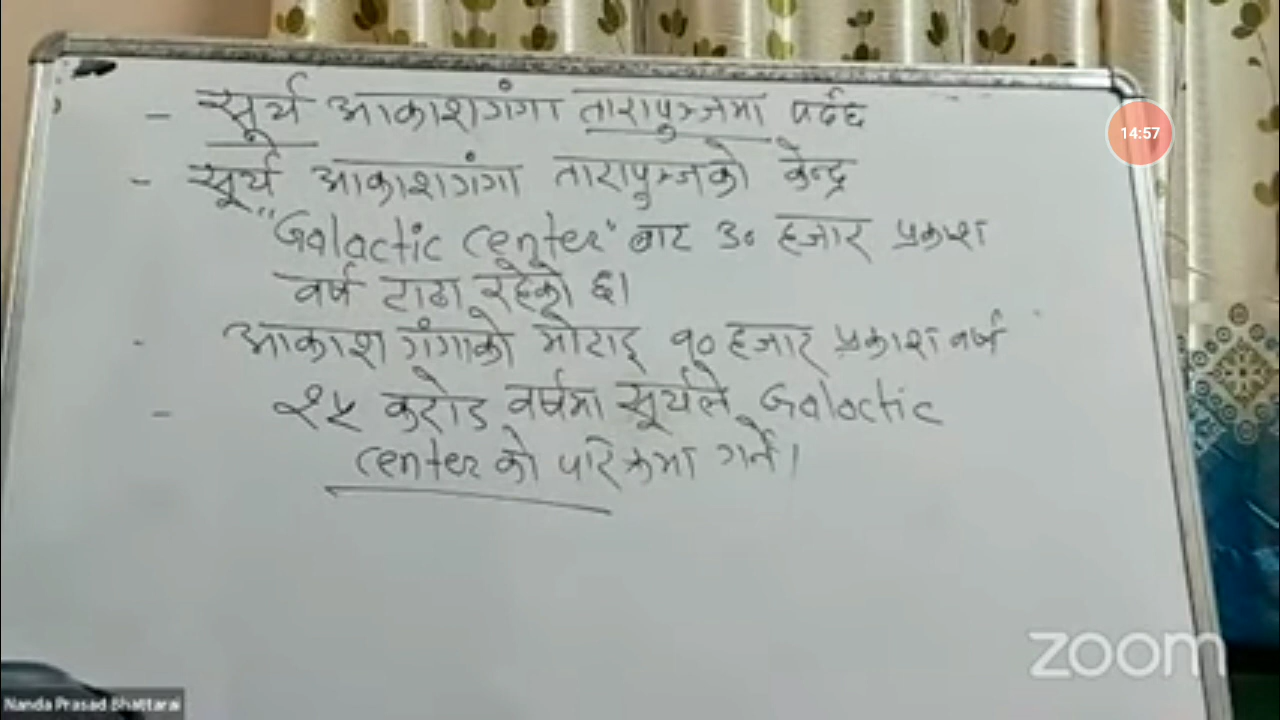 - सूर्य आकाशगंगा तारापुञ्जमा पर्दछ
14:57
- सूर्य आकाशगंगा तारापुञ्जको केन्द्र
"Galactic center" बाट ३० हजार प्रकाश
वर्ष टाढा रहेको छ।
- आकाश गंगाको मोटाइ १० हजार प्रकाश वर्ष
- २५ करोड वर्षमा सूर्यले Galactic
center को परिक्रमा गर्ने।
zoom
Nanda Prasad Bhattarai